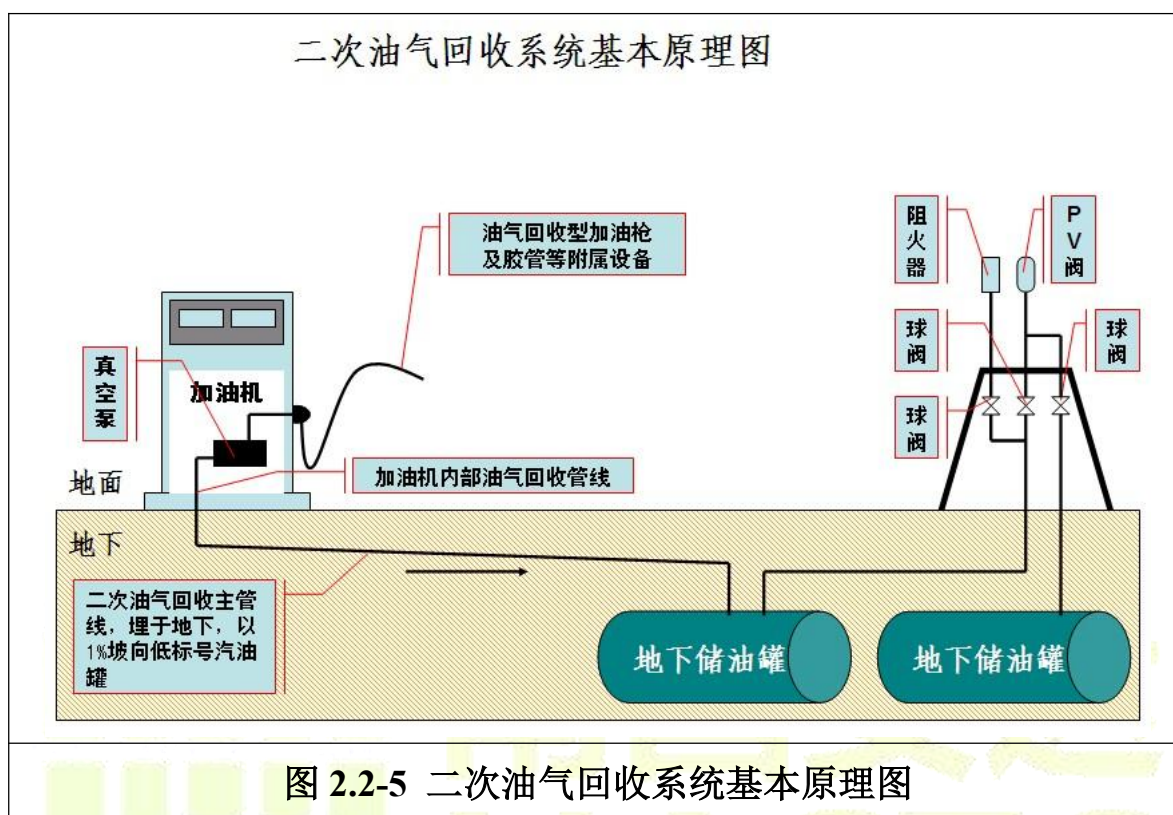 二次油气回收系统基本原理图
油气回收型加油枪
及胶管等附属设备
阻
火
器
P
V
阀
球
阀
球
阀
球
阀
真
空
泵
加油机
加油机内部油气回收管线
地面
地下
二次油气回收主管
线，埋于地下，以
1%坡向低标号汽油
罐
地下储油罐
地下储油罐
图 2.2-5 二次油气回收系统基本原理图